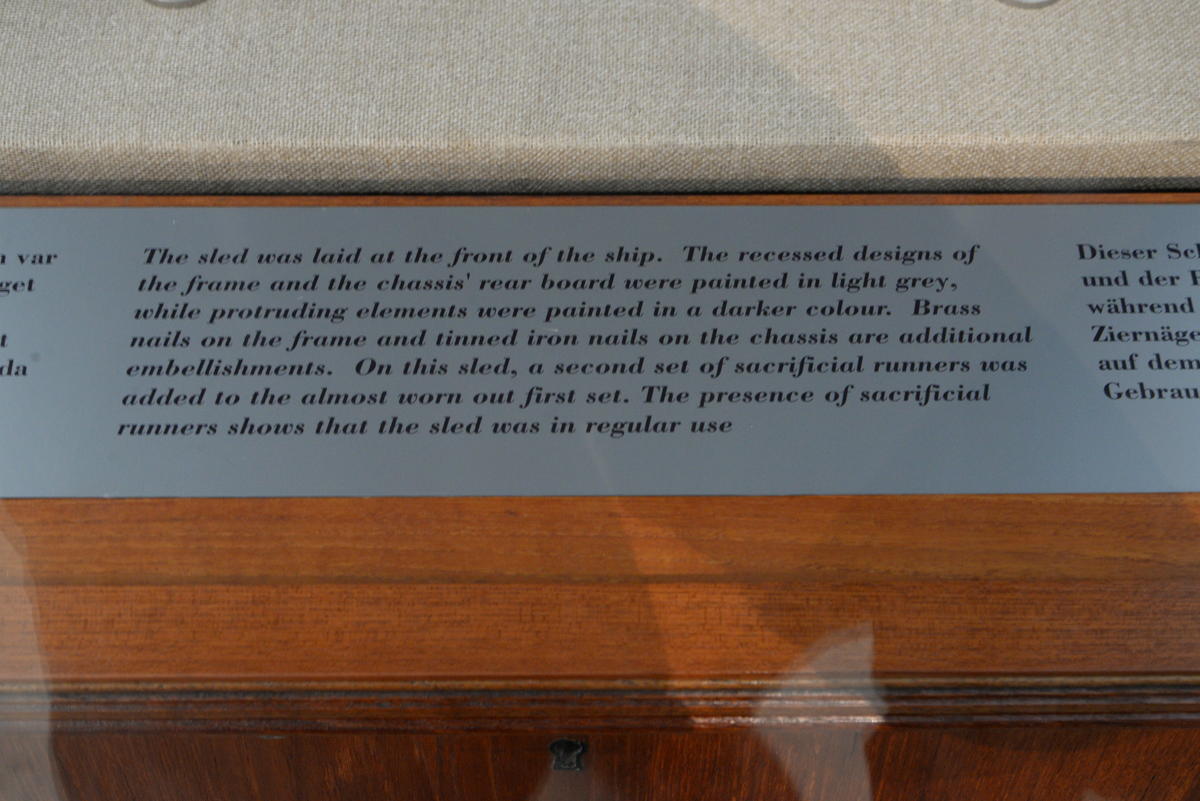 var
get
t
da
The sled was laid at the front of the ship. The recessed designs of
the frame and the chassis' rear board were painted in light grey,
while protruding elements were painted in a darker colour. Brass
nails on the frame and tinned iron nails on the chassis are additional
embellishments. On this sled, a second set of sacrificial runners was
added to the almost worn out first set. The presence of sacrificial
runners shows that the sled was in regular use
Dieser
und der
während
auf dem